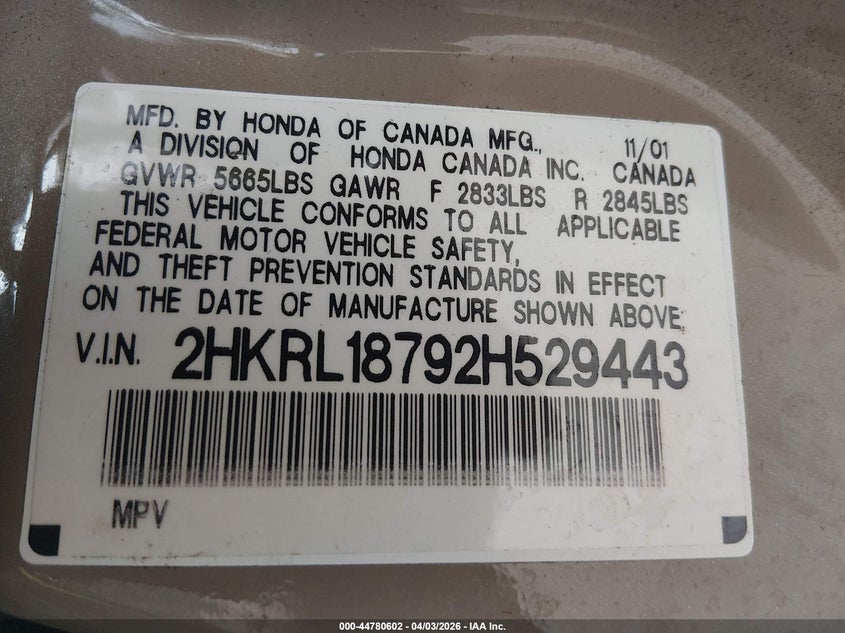 MFD. BY HONDA OF CANADA MFG., 11/01
A DIVISION OF HONDA CANADA INC. CANADA
GVWR 5665LBS GAWR F 2833LBS R 2845LBS
THIS VEHICLE CONFORMS TO ALL APPLICABLE
FEDERAL MOTOR VEHICLE SAFETY,
AND THEFT PREVENTION STANDARDS IN EFFECT
ON THE DATE OF MANUFACTURE SHOWN ABOVE.
V.I.N. 2HKRL18792H529443
MPV
000-44780602 - 04/03/2026 - IAA Inc.